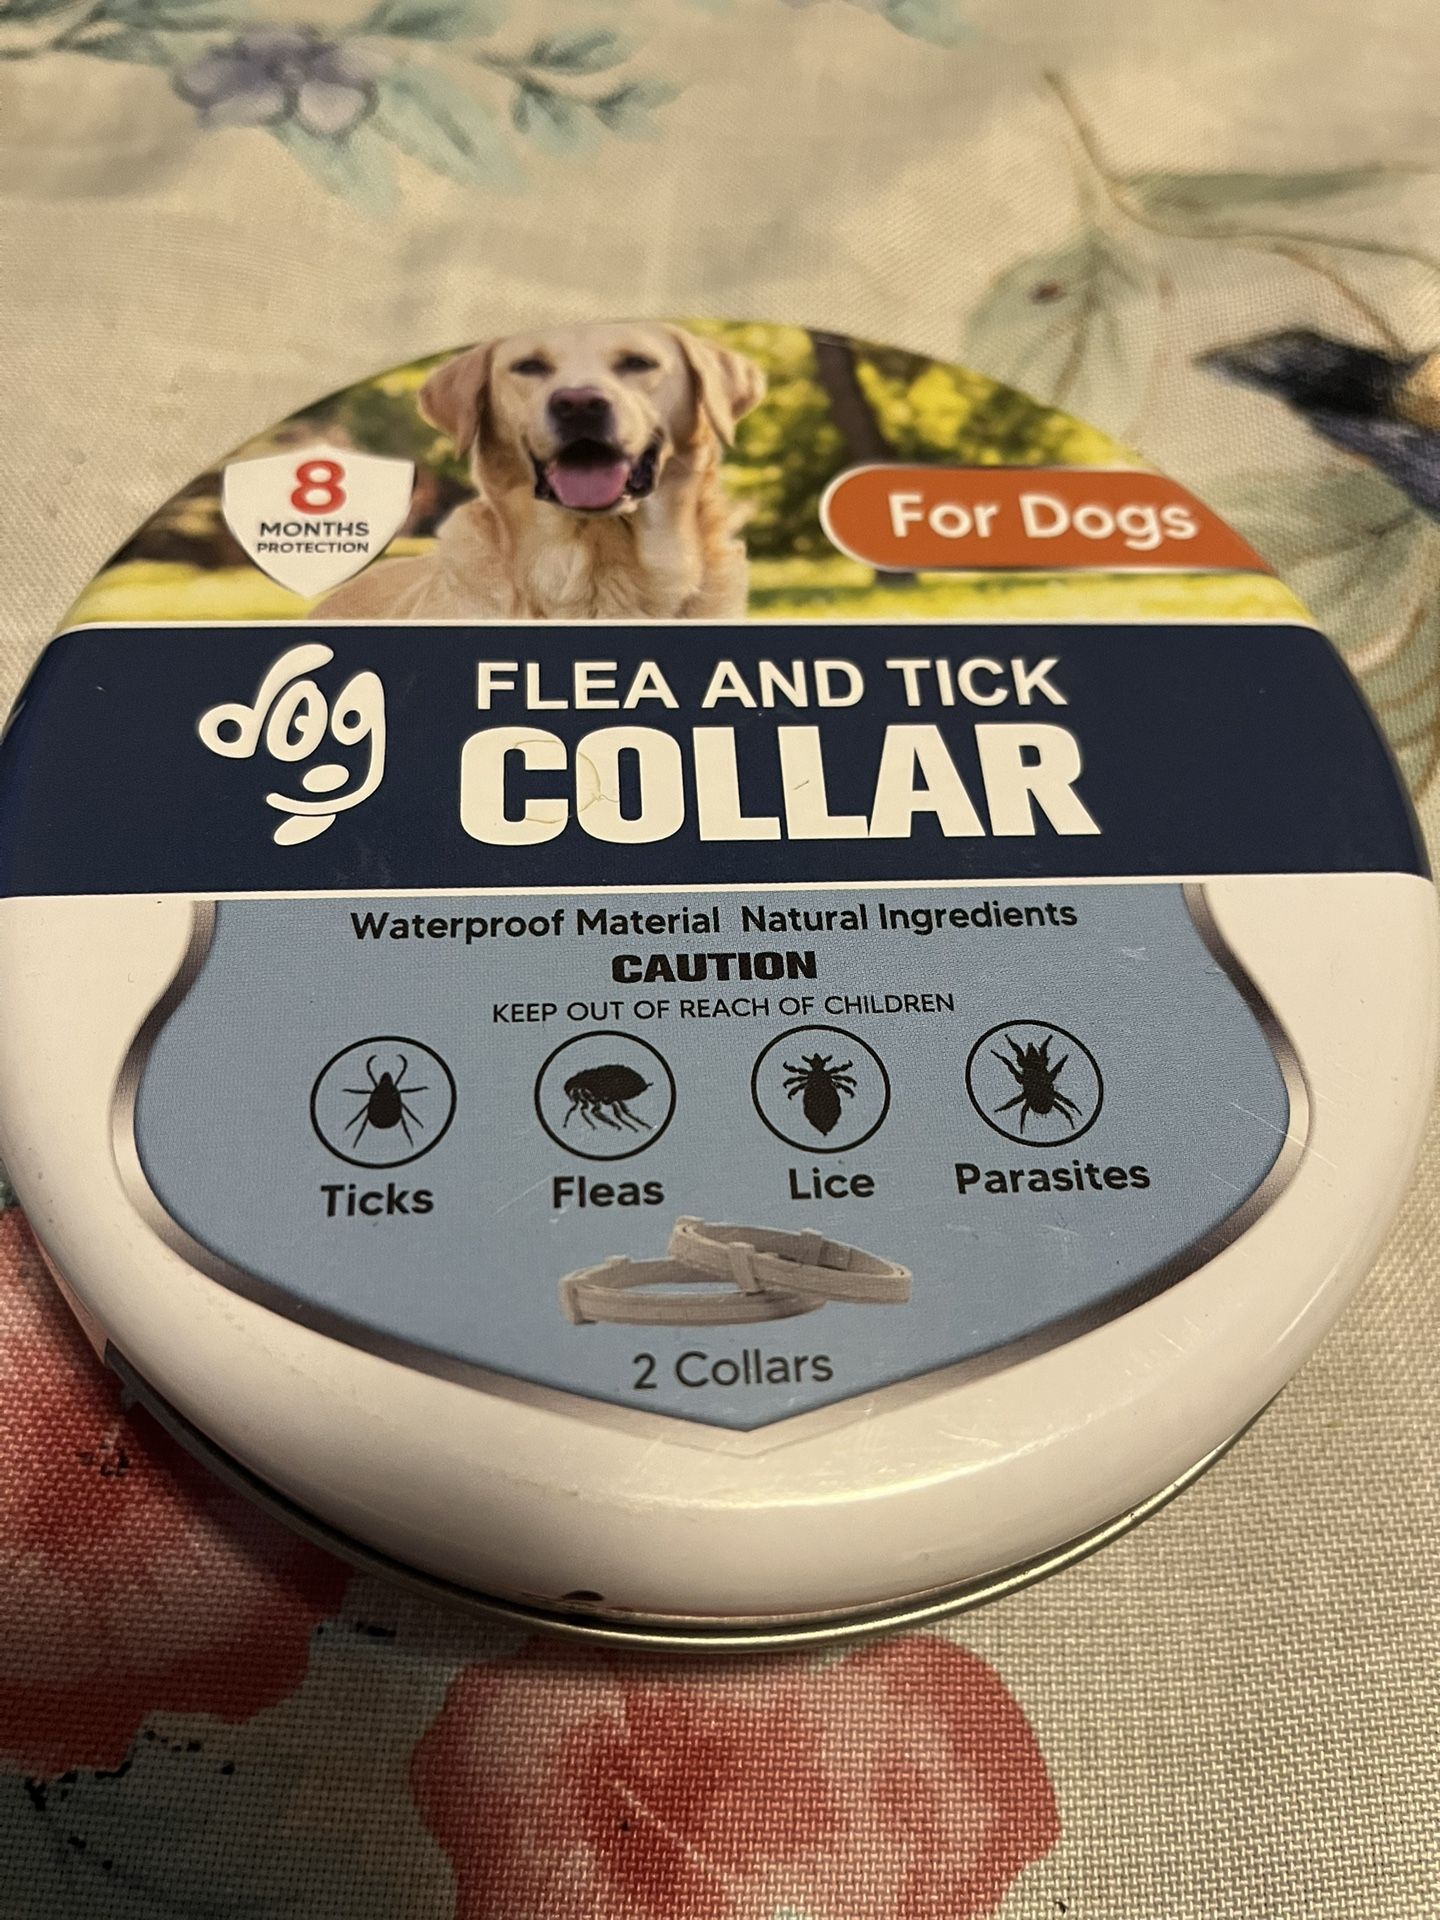 8
MONTHS
PROTECTION
For Dogs
dog
FLEA AND TICK
COLLAR
Waterproof Material Natural Ingredients
CAUTION
KEEP OUT OF REACH OF CHILDREN
Ticks
Fleas
Lice
Parasites
2 Collars